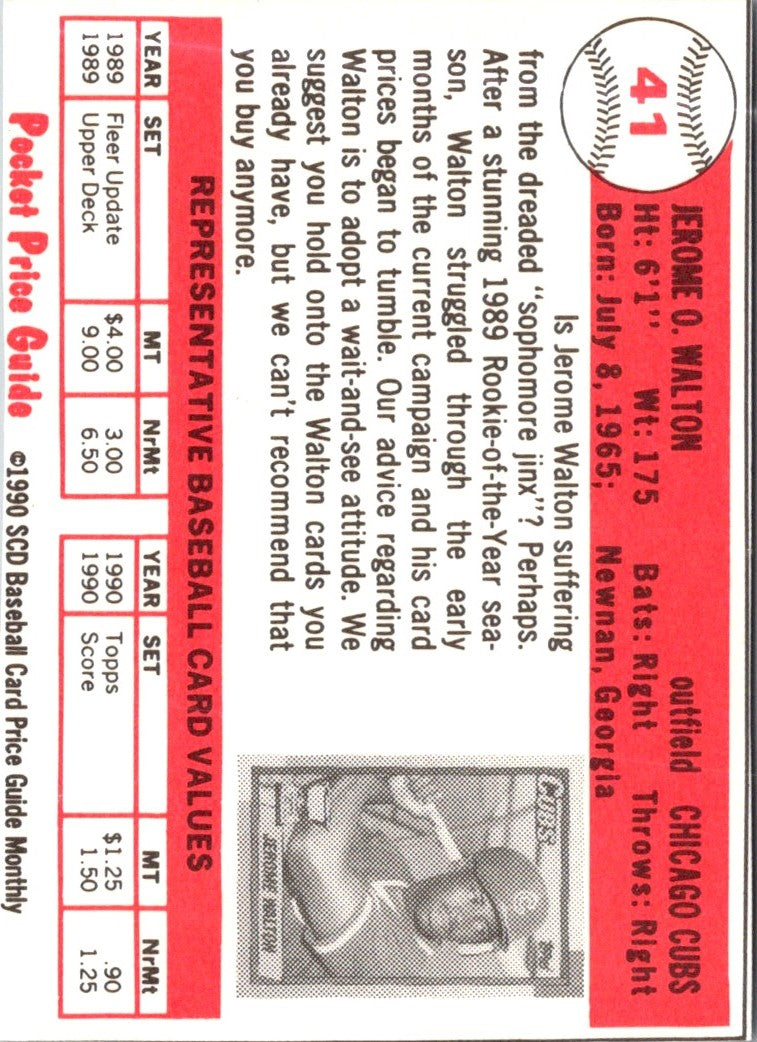 41
JEROME O. WALTON outfield CHICAGO CUBS
Ht: 6'1" Wt: 175 Bats: Right Throws: Right
Born: July 8, 1965; Newnan, Georgia
Is Jerome Walton suffering
from the dreaded "sophomore jinx"? Perhaps.
After a stunning 1989 Rookie-of-the-Year sea-
son, Walton struggled through the early
months of the current campaign and his card
prices began to tumble. Our advice regarding
Walton is to adopt a wait-and-see attitude. We
suggest you hold onto the Walton cards you
already have, but we can't recommend that
you buy anymore.
CUBS
Topps
JEROME WALTON
REPRESENTATIVE BASEBALL CARD VALUES
YEAR SET MT NrMt
1989 Fleer Update $4.00 3.00
1989 Upper Deck 9.00 6.50
YEAR SET MT NrMt
1990 Topps $1.25 .90
1990 Score 1.50 1.25
Pocket Price Guide ©1990 SCD Baseball Card Price Guide Monthly